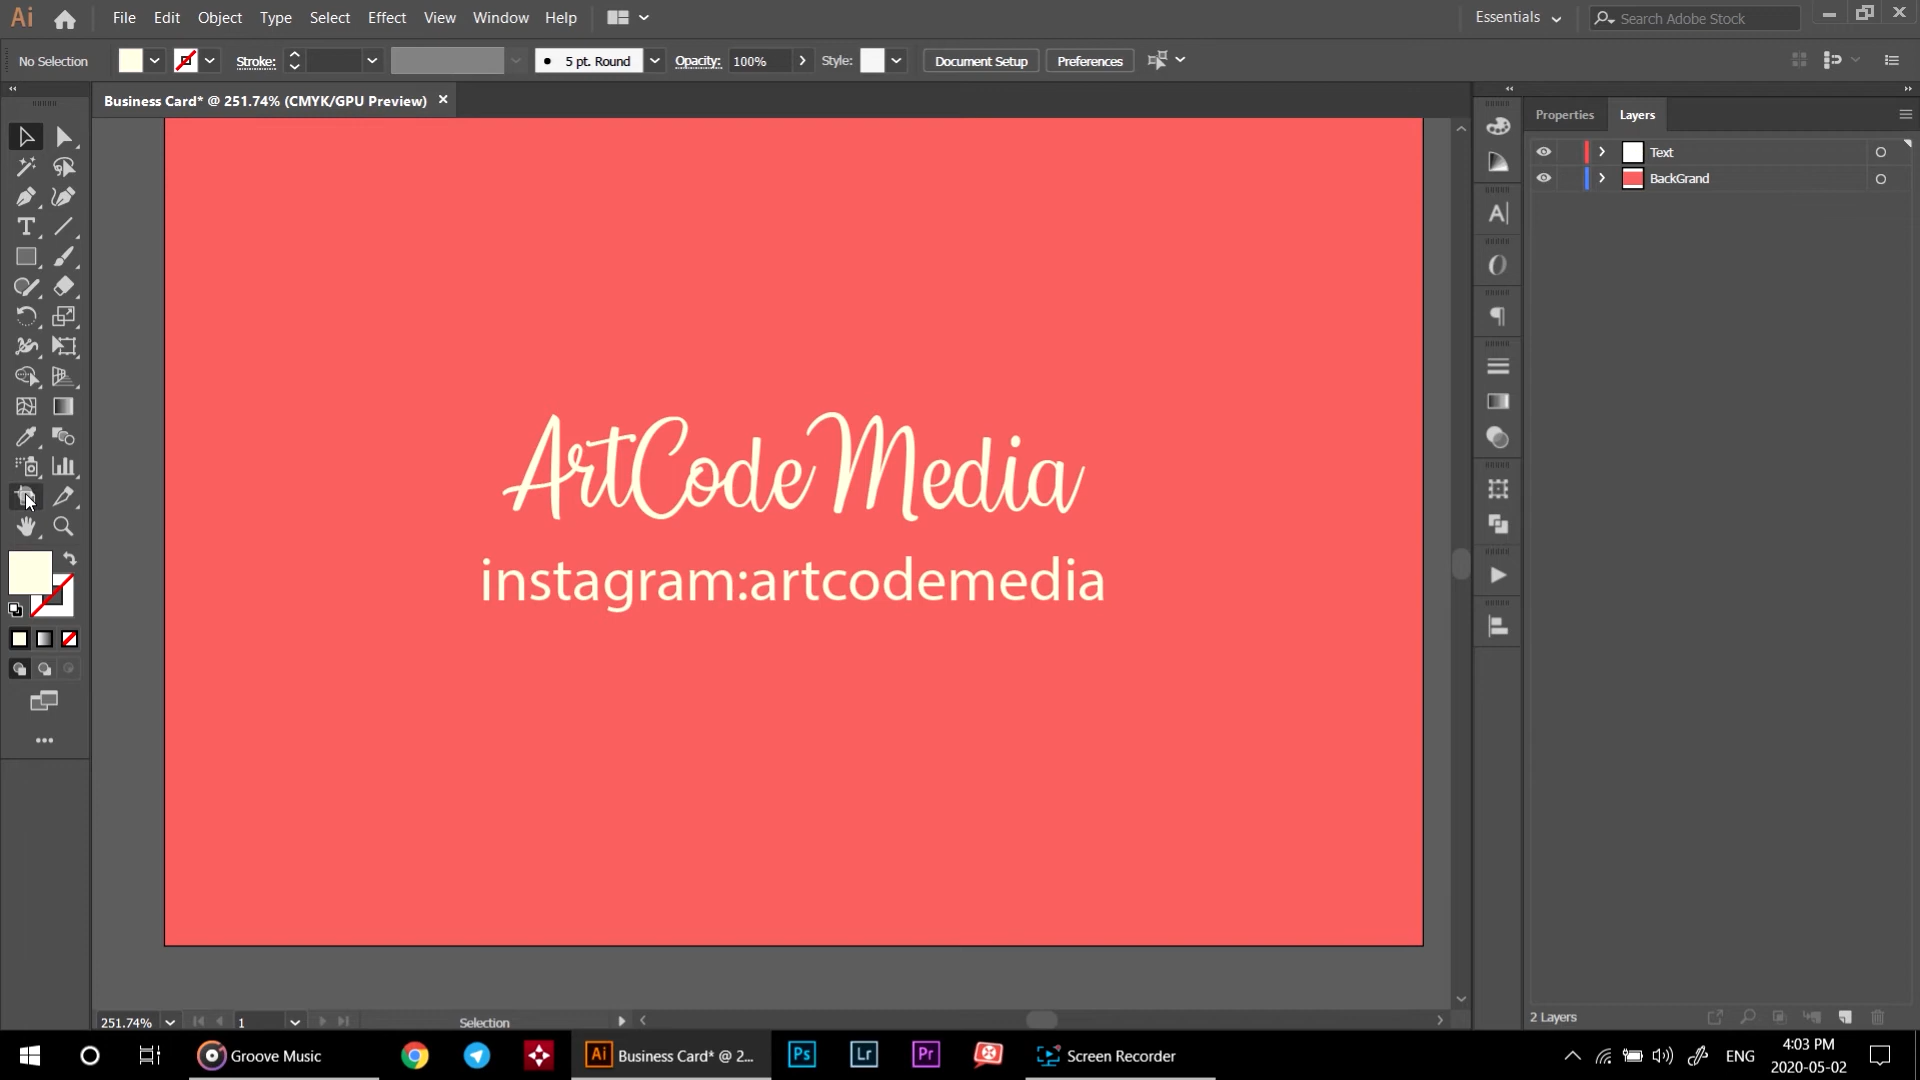 Ai File Edit Object Type Select Effect View Window Help Essentials Search Adobe Stock
No Selection Stroke: 5 pt. Round Opacity: 100% Style: Document Setup Preferences
Business Card* @ 251.74% (CMYK/GPU Preview)
Properties Layers
Text
BackGrand
ArtCode Media
instagram:artcodemedia
251.74% 1 Selection
2 Layers
Groove Music Ai Business Card* @ 2... Ps Lr Pr Screen Recorder ENG
4:03 PM
2020-05-02